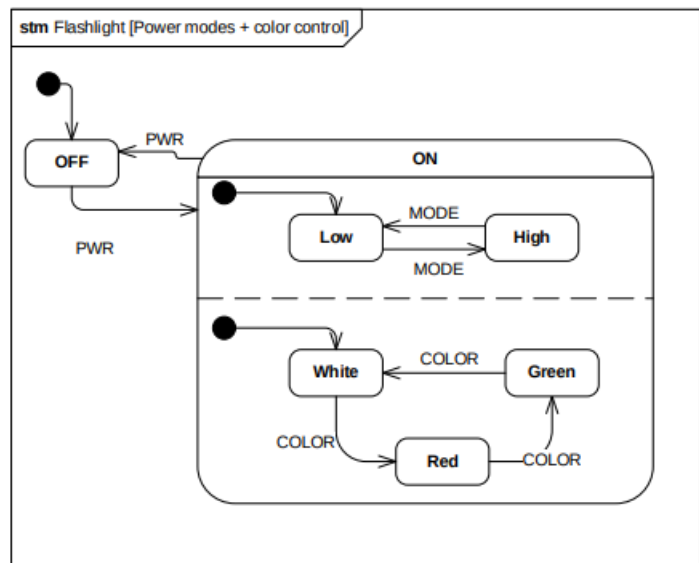 stm Flashlight [Power modes + color control]
PWR
OFF
ON
PWR
MODE
Low
High
MODE
White
COLOR
Green
COLOR
Red
COLOR